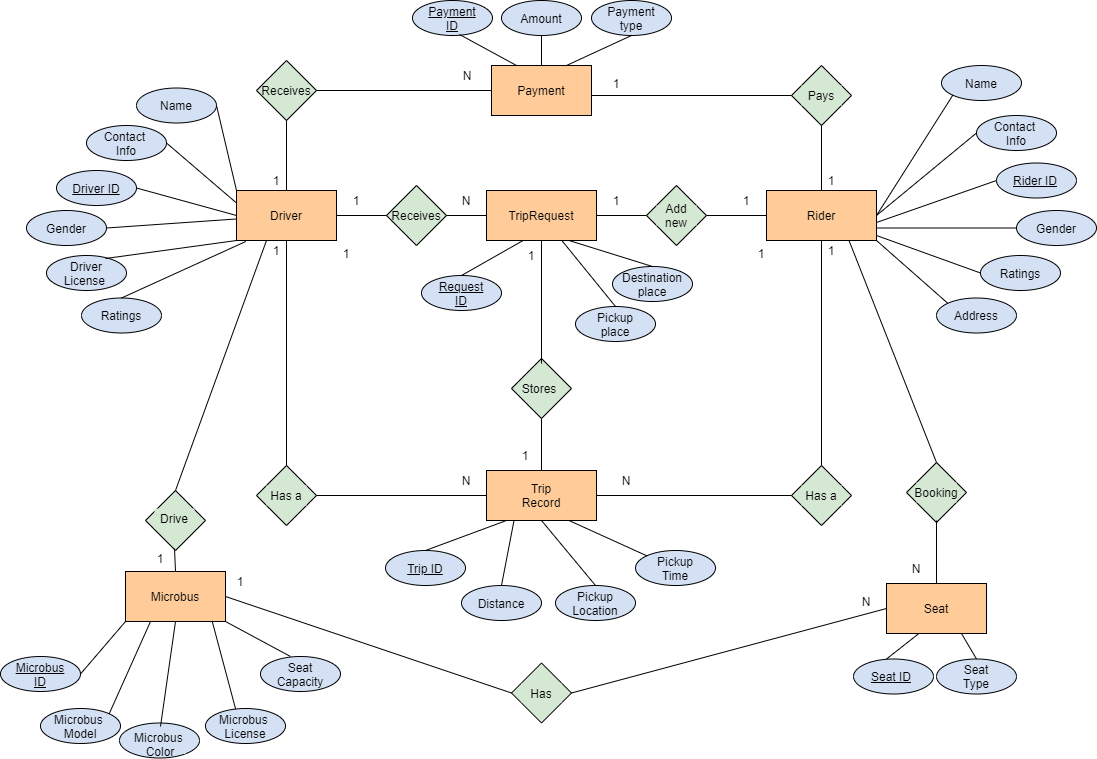 Payment
ID
Amount
Payment
type
N
Payment
1
Receives
Pays
Name
Name
Contact
Info
Contact
Info
1
1
Driver ID
Rider ID
Driver
1
Receives
N
TripRequest
1
Add
new
1
Rider
Gender
Gender
1
1
1
1
1
Driver
License
Ratings
Request
ID
Destination
place
Ratings
Address
Pickup
place
Stores
1
N
N
Has a
Trip
Record
Has a
Booking
Drive
1
Trip ID
Pickup
Time
N
1
Microbus
Distance
Pickup
Location
N
Seat
Microbus
ID
Seat
Capacity
Has
Seat ID
Seat
Type
Microbus
Model
Microbus
Color
Microbus
License